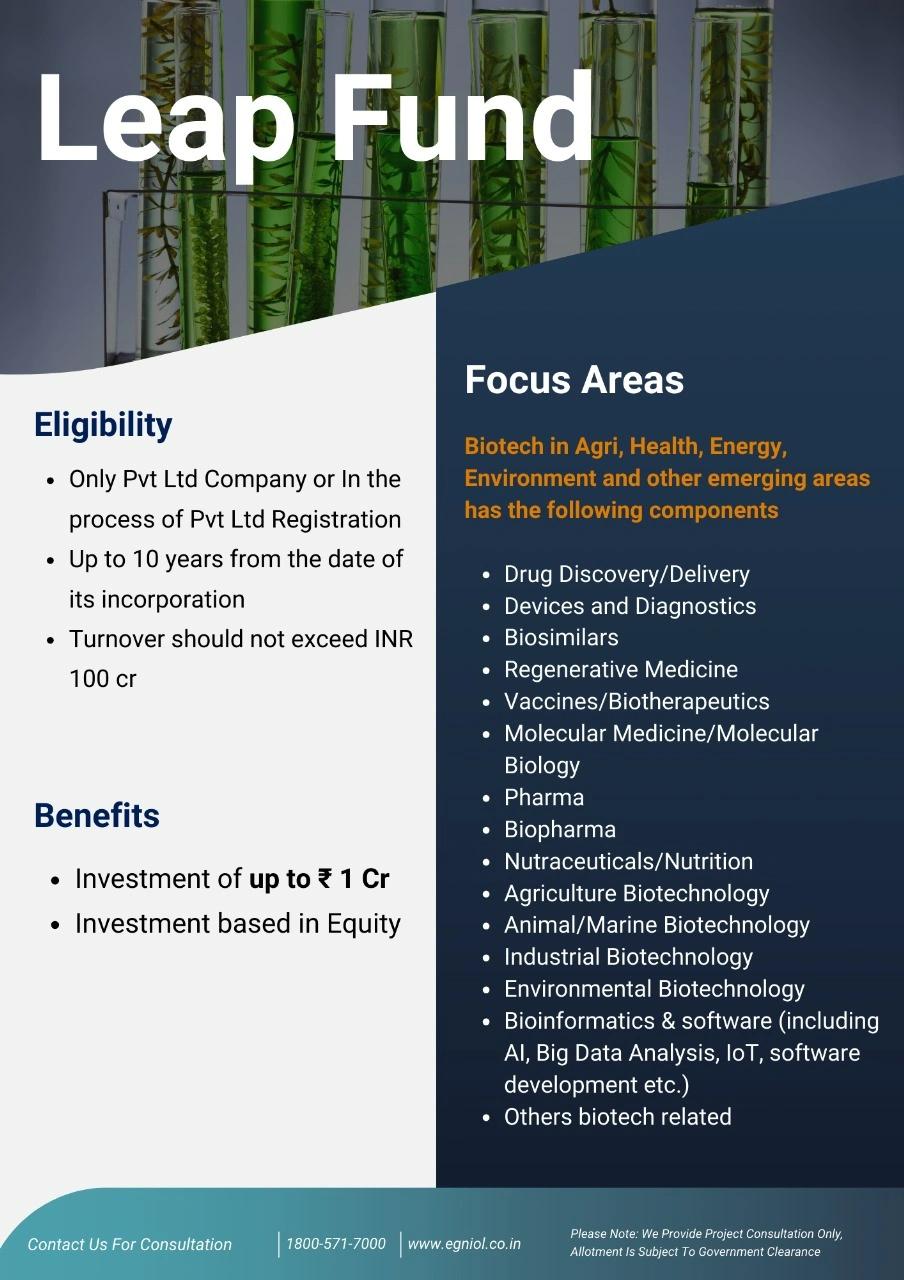 Leap Fund
Eligibility
• Only Pvt Ltd Company or In the
process of Pvt Ltd Registration
• Up to 10 years from the date of
its incorporation
• Turnover should not exceed INR
100 cr
Benefits
• Investment of up to ₹ 1 Cr
• Investment based in Equity
Focus Areas
Biotech in Agri, Health, Energy,
Environment and other emerging areas
has the following components
• Drug Discovery/Delivery
• Devices and Diagnostics
• Biosimilars
• Regenerative Medicine
• Vaccines/Biotherapeutics
• Molecular Medicine/Molecular
Biology
• Pharma
• Biopharma
• Nutraceuticals/Nutrition
• Agriculture Biotechnology
• Animal/Marine Biotechnology
• Industrial Biotechnology
• Environmental Biotechnology
• Bioinformatics & software (including
AI, Big Data Analysis, IoT, software
development etc.)
• Others biotech related
Contact Us For Consultation
1800-571-7000
www.egniol.co.in
Please Note: We Provide Project Consultation Only,
Allotment Is Subject To Government Clearance